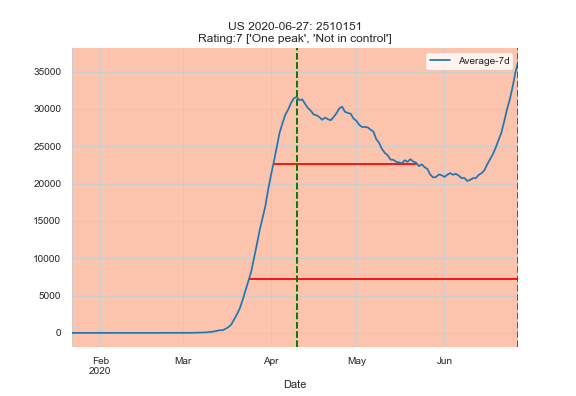 US 2020-06-27: 2510151
Rating:7 ['One peak', 'Not in control']
Average-7d
35000
30000
25000
20000
15000
10000
5000
0
Feb
2020
Mar
Apr
May
Jun
Date